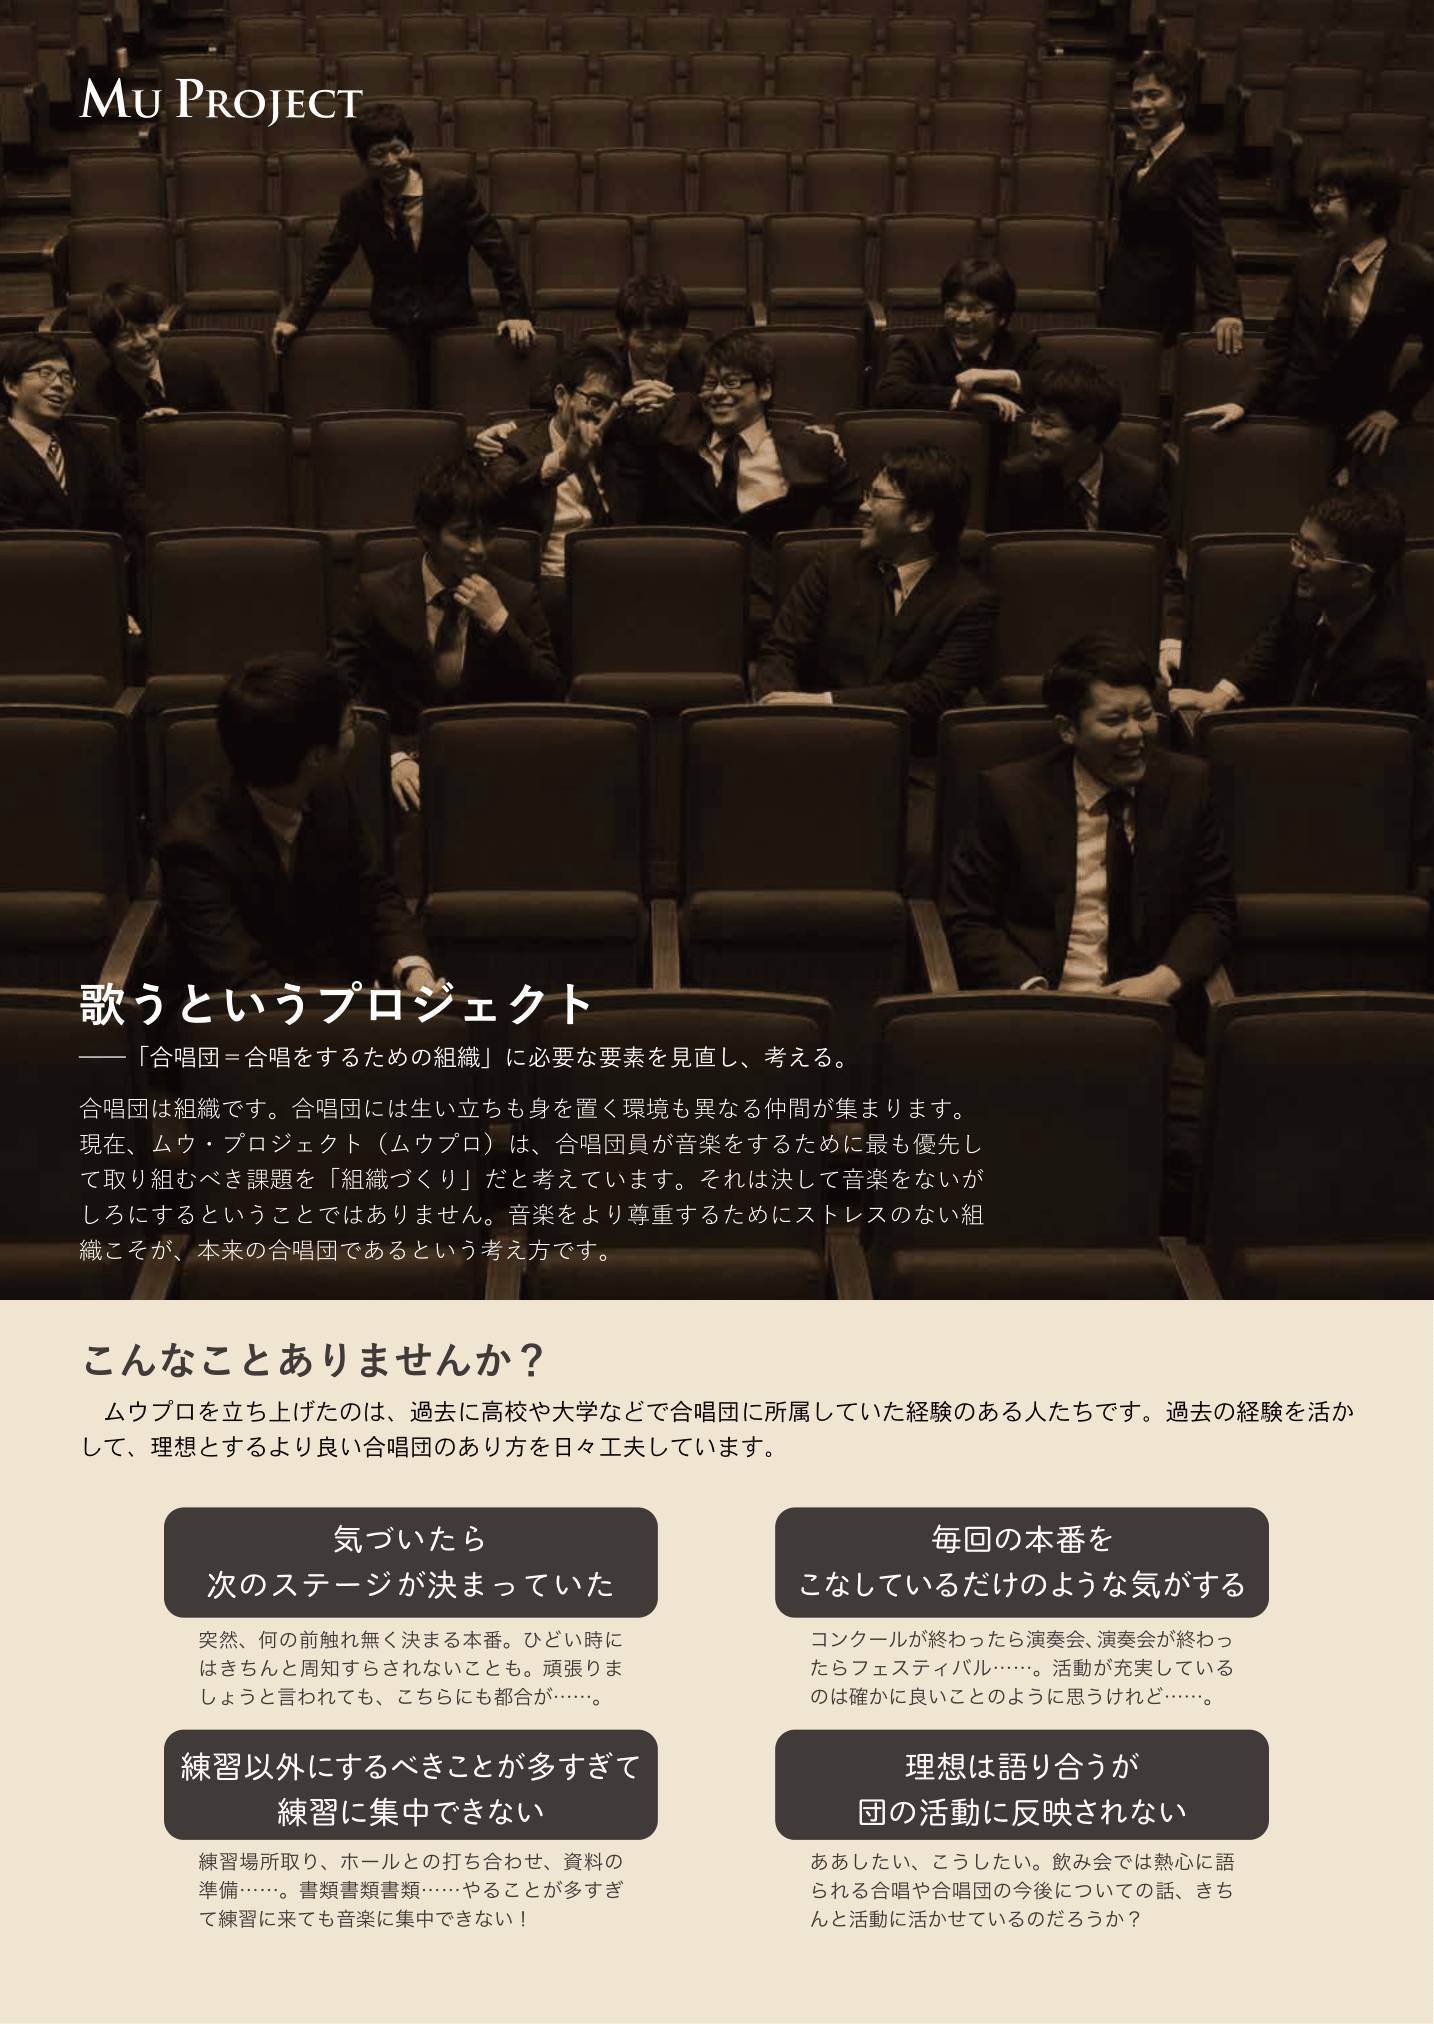 MU PROJECT
歌うというプロジェクト
――「合唱団＝合唱をするための組織」に必要な要素を見直し、考える。
合唱団は組織です。合唱団には生い立ちも身を置く環境も異なる仲間が集まります。
現在、ムウ・プロジェクト（ムウプロ）は、合唱団員が音楽をするために最も優先し
て取り組むべき課題を「組織づくり」だと考えています。それは決して音楽をないが
しろにするということではありません。音楽をより尊重するためにストレスのない組
織こそが、本来の合唱団であるという考え方です。
こんなことありませんか？
ムウプロを立ち上げたのは、過去に高校や大学などで合唱団に所属していた経験のある人たちです。過去の経験を活か
して、理想とするより良い合唱団のあり方を日々工夫しています。
気づいたら
次のステージが決まっていた
突然、何の前触れ無く決まる本番。ひどい時に
はきちんと周知すらされないことも。頑張りま
しょうと言われても、こちらにも都合が……。
毎回の本番を
こなしているだけのような気がする
コンクールが終わったら演奏会、演奏会が終わっ
たらフェスティバル……。活動が充実している
のは確かに良いことのように思うけれど……。
練習以外にするべきことが多すぎて
練習に集中できない
練習場所取り、ホールとの打ち合わせ、資料の
準備……。書類書類書類……やることが多すぎ
て練習に来ても音楽に集中できない！
理想は語り合うが
団の活動に反映されない
ああしたい、こうしたい。飲み会では熱心に語
られる合唱や合唱団の今後についての話、きち
んと活動に活かせているのだろうか？